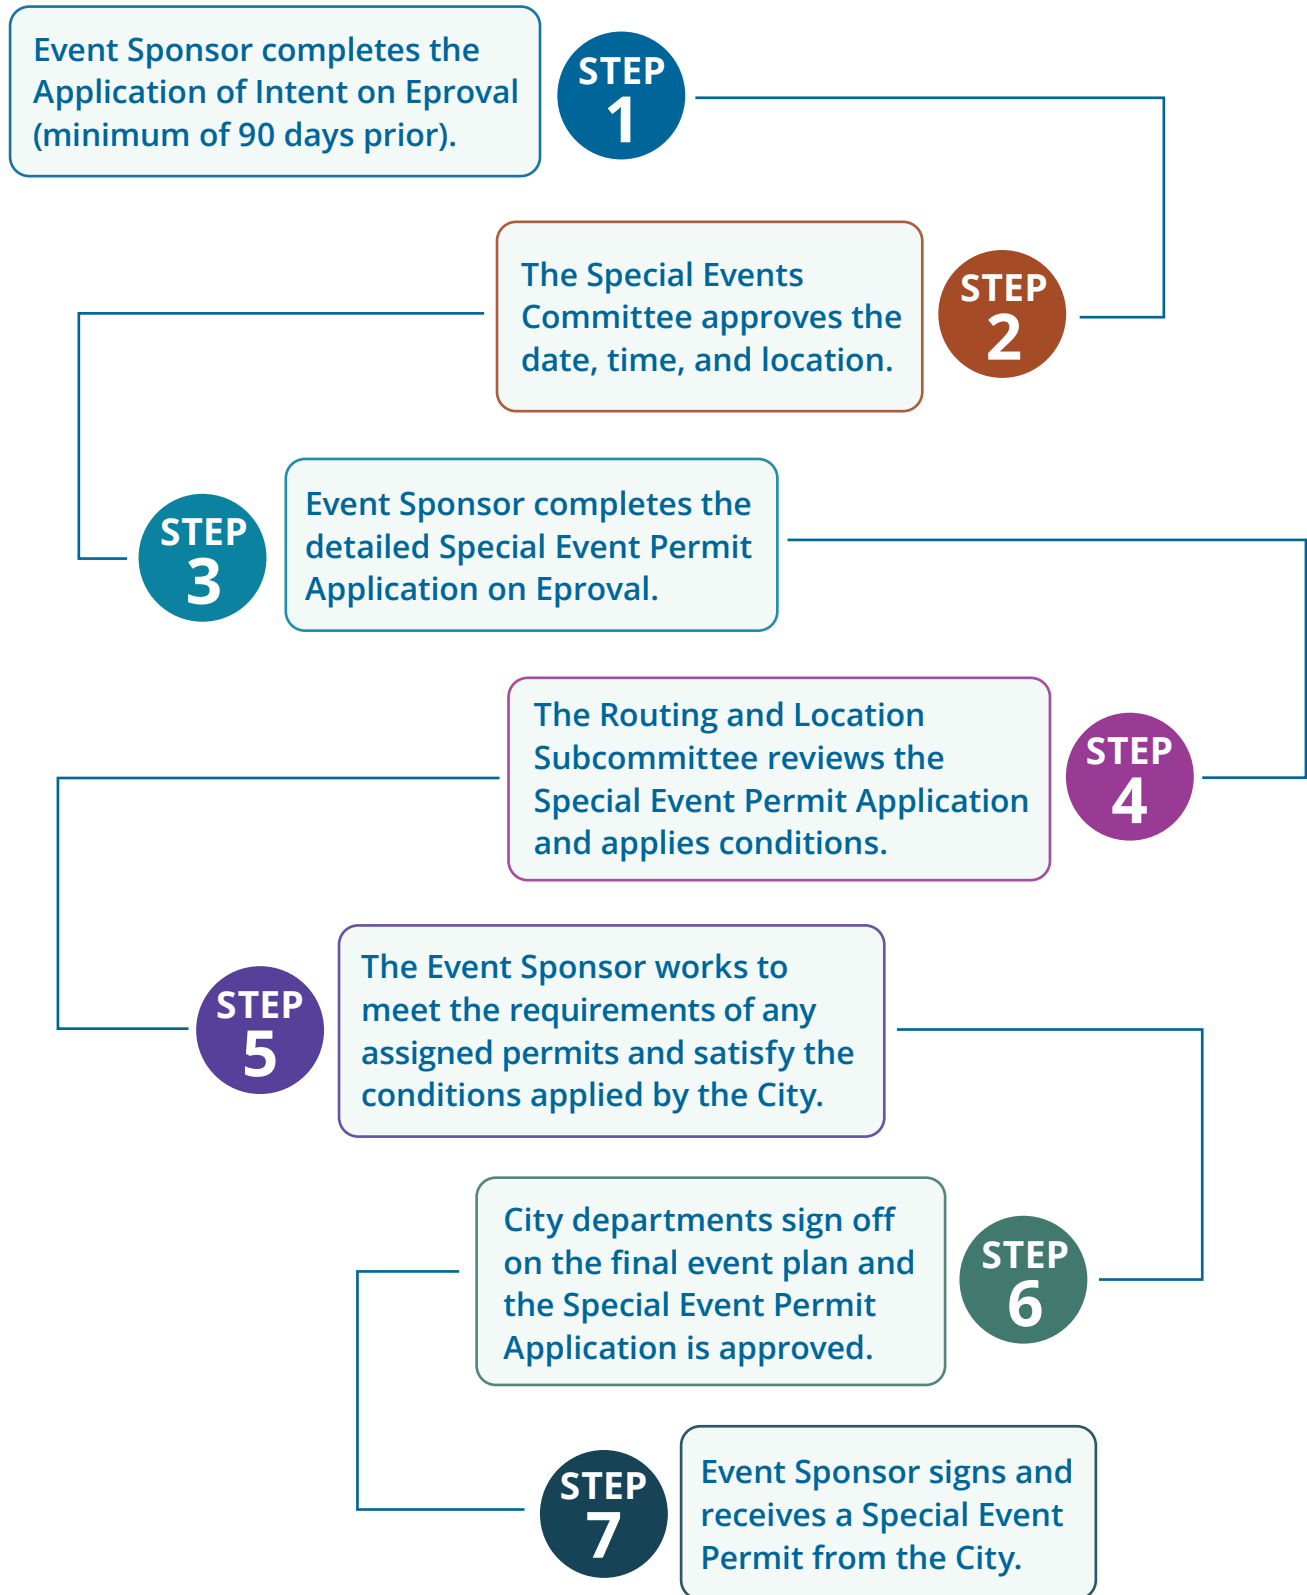 Event Sponsor completes the
Application of Intent on Eproval
(minimum of 90 days prior).
STEP
1
The Special Events
Committee approves the
date, time, and location.
STEP
2
STEP
3
Event Sponsor completes the
detailed Special Event Permit
Application on Eproval.
The Routing and Location
Subcommittee reviews the
Special Event Permit Application
and applies conditions.
STEP
4
STEP
5
The Event Sponsor works to
meet the requirements of any
assigned permits and satisfy the
conditions applied by the City.
City departments sign off
on the final event plan and
the Special Event Permit
Application is approved.
STEP
6
STEP
7
Event Sponsor signs and
receives a Special Event
Permit from the City.